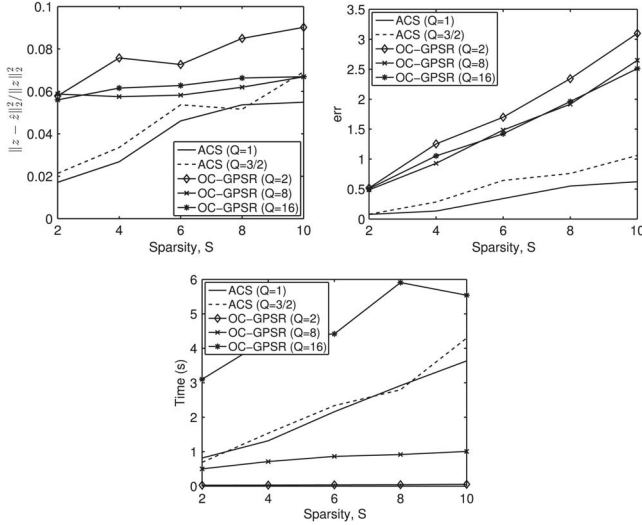 0.1
0.08
0.06
0.04
0.02
0
‖z − ẑ‖₂² / ‖z‖₂²
ACS (Q=1)
ACS (Q=3/2)
OC−GPSR (Q=2)
OC−GPSR (Q=8)
OC−GPSR (Q=16)
2 4 6 8 10
Sparsity, S
3.5
3
2.5
2
1.5
1
0.5
0
err
ACS (Q=1)
ACS (Q=3/2)
OC−GPSR (Q=2)
OC−GPSR (Q=8)
OC−GPSR (Q=16)
2 4 6 8 10
Sparsity, S
6
5
4
3
2
1
0
Time (s)
ACS (Q=1)
ACS (Q=3/2)
OC−GPSR (Q=2)
OC−GPSR (Q=8)
OC−GPSR (Q=16)
2 4 6 8 10
Sparsity, S